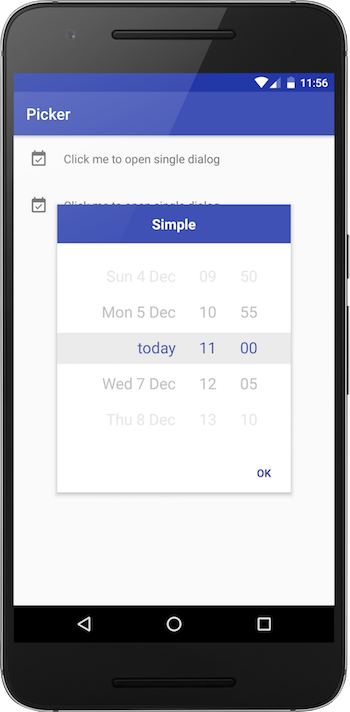 11:56
Picker
Click me to open single dialog
Click me to open single dialog
Simple
Sun 4 Dec 09 50
Mon 5 Dec 10 55
today 11 00
Wed 7 Dec 12 05
Thu 8 Dec 13 10
OK